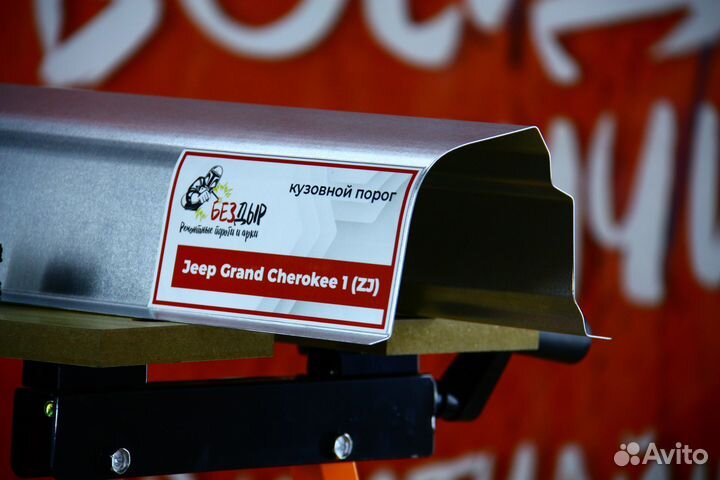 кузовной порог
БЕЗДЫР
Ремонтные пороги и арки
Jeep Grand Cherokee 1 (ZJ)
Avito